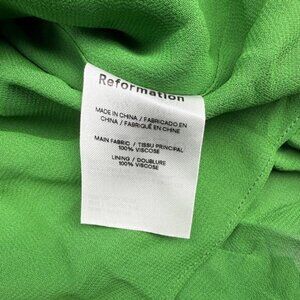 Reformation
MADE IN CHINA / FABRICADO EN
CHINA / FABRIQUÉ EN CHINE
MAIN FABRIC / TISSU PRINCIPAL
100% VISCOSE
LINING / DOUBLURE
100% VISCOSE